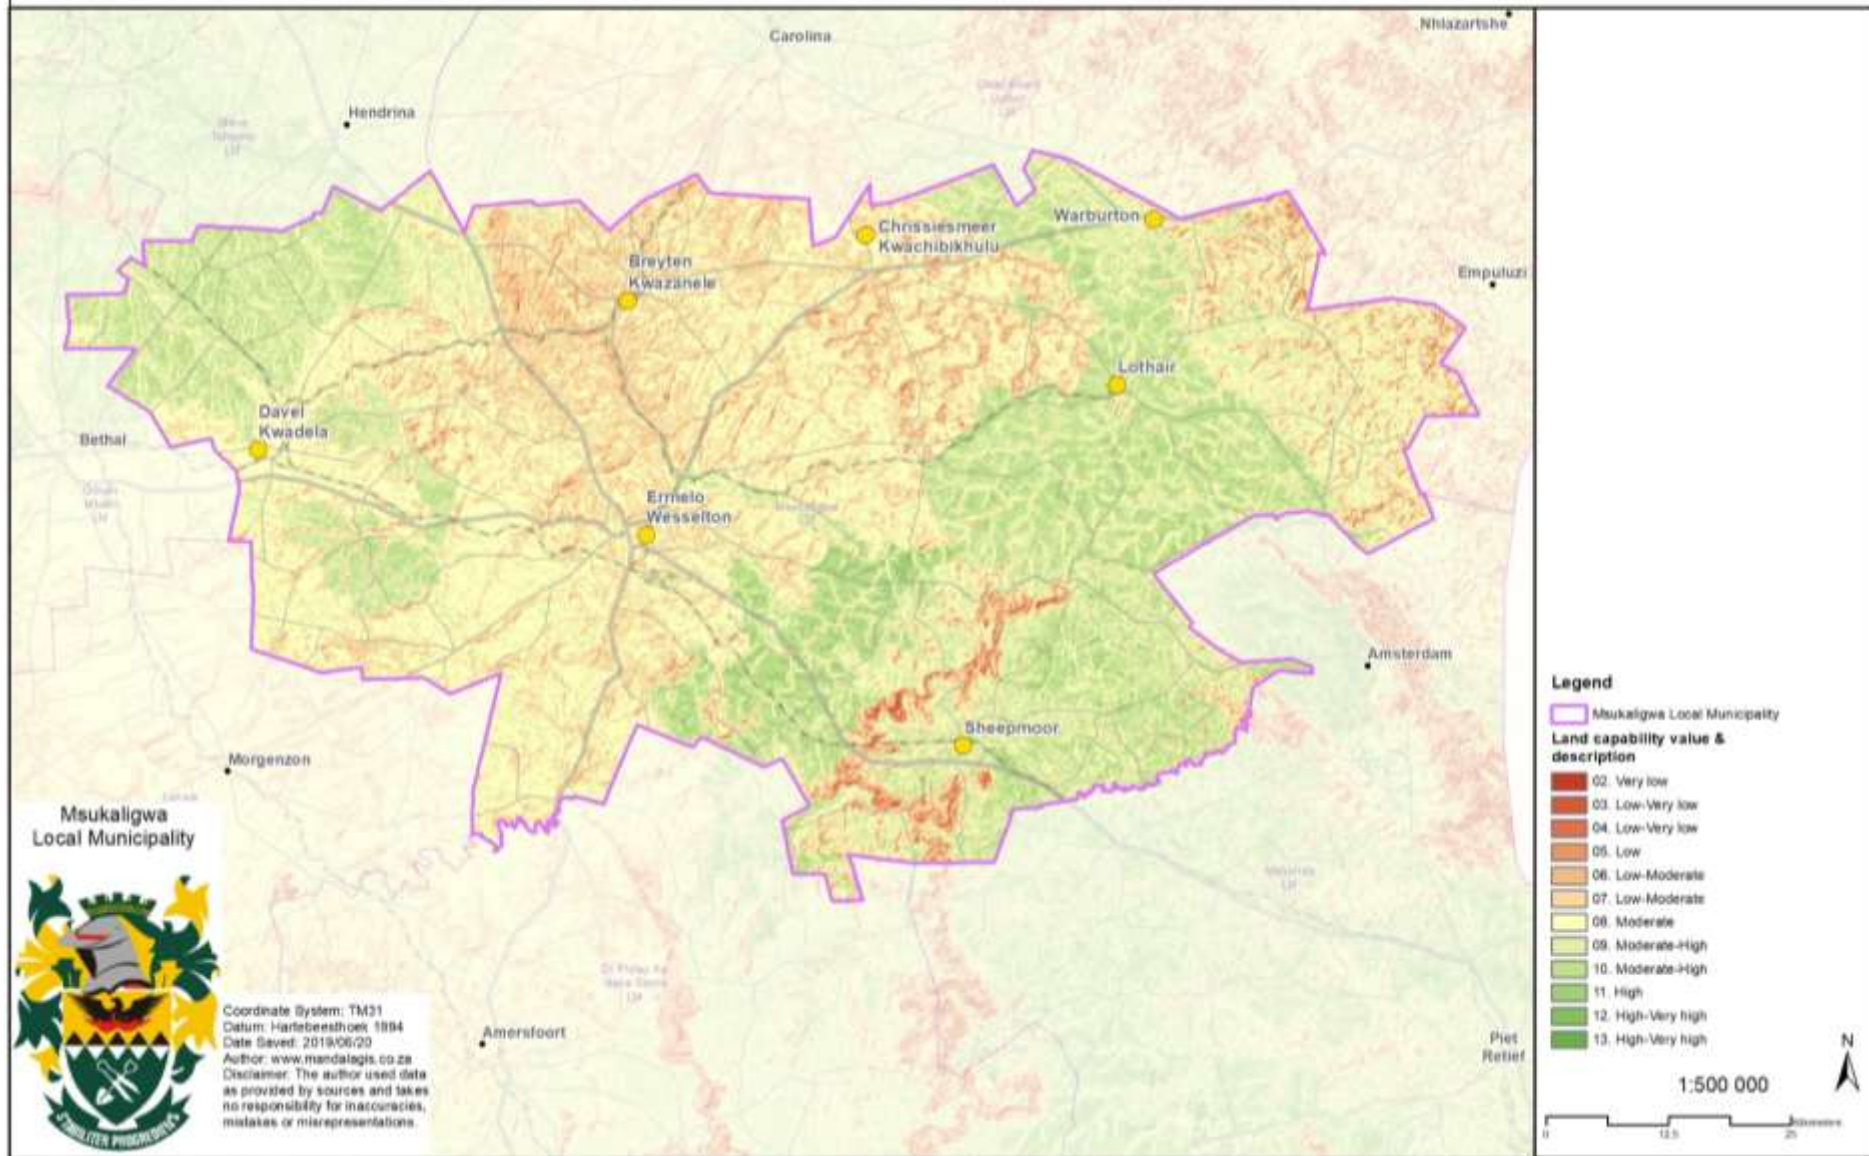 Carolina
Nhlazartshe
Hendrina
Chrissiesmeer
Kwachibikhulu
Warburton
Breyten
Kwazanele
Empuluzi
Lothair
Davel
Kwadela
Bethal
Ermelo
Wesselton
Amsterdam
Sheepmoor
Morgenzon
Amersfoort
Piet
Retief
Msukaligwa
Local Municipality
Coordinate System: TM31
Datum: Hartebeesthoek 1994
Date Saved: 2019/06/20
Author: www.mandalagis.co.za
Disclaimer: The author used data
as provided by sources and takes
no responsibility for inaccuracies,
mistakes or misrepresentations.
Legend
Msukaligwa Local Municipality
Land capability value &
description
02. Very low
03. Low-Very low
04. Low-Very low
05. Low
06. Low-Moderate
07. Low-Moderate
08. Moderate
09. Moderate-High
10. Moderate-High
11. High
12. High-Very high
13. High-Very high
N
1:500 000
Kilometers
0 12.5 25